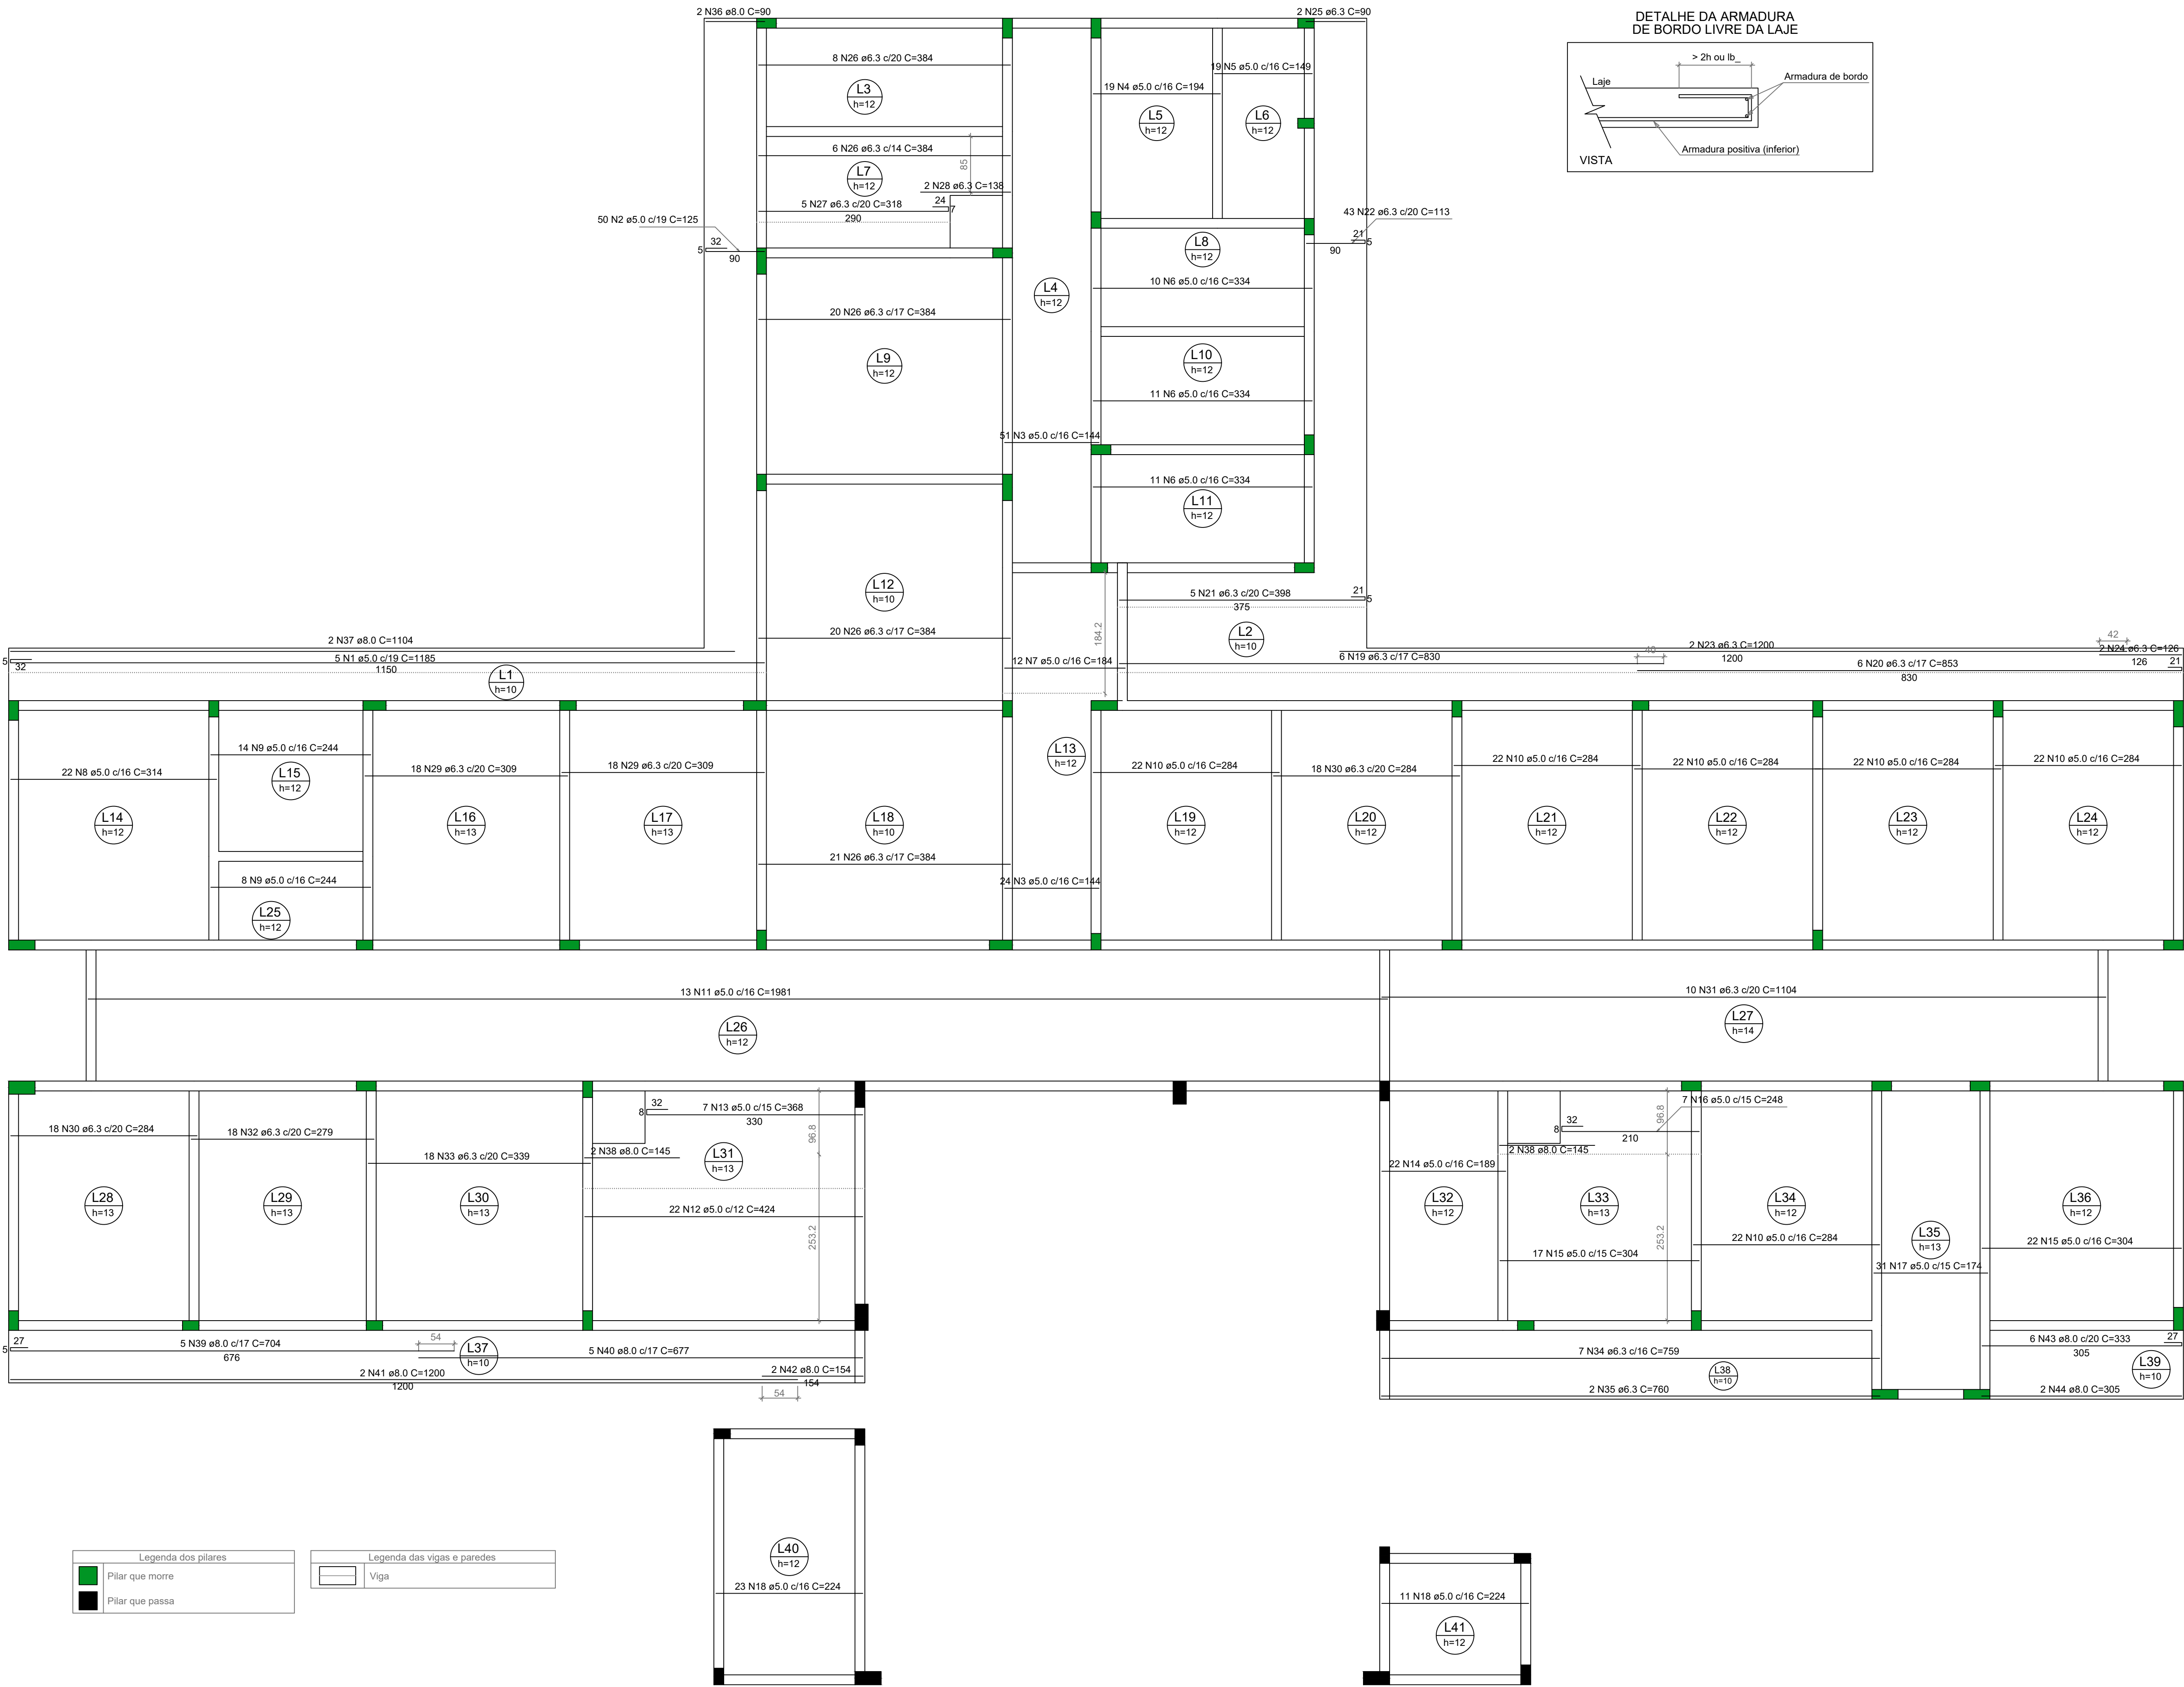 2 N36 ø8.0 C=90
2 N25 ø6.3 C=90
DETALHE DA ARMADURA
DE BORDO LIVRE DA LAJE
> 2h ou lb_
Laje
Armadura de bordo
Armadura positiva (inferior)
VISTA
8 N26 ø6.3 c/20 C=384
L3
h=12
19 N5 ø5.0 c/16 C=149
19 N4 ø5.0 c/16 C=194
L5
h=12
L6
h=12
6 N26 ø6.3 c/14 C=384
85
L7
h=12
2 N28 ø6.3 C=138
5 N27 ø6.3 c/20 C=318
24
7
290
50 N2 ø5.0 c/19 C=125
32
5
90
43 N22 ø6.3 c/20 C=113
21
5
90
L8
h=12
10 N6 ø5.0 c/16 C=334
L4
h=12
20 N26 ø6.3 c/17 C=384
L9
h=12
L10
h=12
11 N6 ø5.0 c/16 C=334
51 N3 ø5.0 c/16 C=144
11 N6 ø5.0 c/16 C=334
L11
h=12
L12
h=10
5 N21 ø6.3 c/20 C=398
21
5
375
184.2
L2
h=10
20 N26 ø6.3 c/17 C=384
2 N37 ø8.0 C=1104
5 N1 ø5.0 c/19 C=1185
5
32
1150
L1
h=10
12 N7 ø5.0 c/16 C=184
6 N19 ø6.3 c/17 C=830
40
2 N23 ø6.3 C=1200
1200
42
2 N24 ø6.3 C=126
126
6 N20 ø6.3 c/17 C=853
21
5
830
14 N9 ø5.0 c/16 C=244
22 N8 ø5.0 c/16 C=314
L15
h=12
18 N29 ø6.3 c/20 C=309
18 N29 ø6.3 c/20 C=309
L13
h=12
22 N10 ø5.0 c/16 C=284
18 N30 ø6.3 c/20 C=284
22 N10 ø5.0 c/16 C=284
22 N10 ø5.0 c/16 C=284
22 N10 ø5.0 c/16 C=284
22 N10 ø5.0 c/16 C=284
L14
h=12
L16
h=13
L17
h=13
L18
h=10
L19
h=12
L20
h=12
L21
h=12
L22
h=12
L23
h=12
L24
h=12
8 N9 ø5.0 c/16 C=244
21 N26 ø6.3 c/17 C=384
24 N3 ø5.0 c/16 C=144
L25
h=12
13 N11 ø5.0 c/16 C=1981
10 N31 ø6.3 c/20 C=1104
L26
h=12
L27
h=14
32
8
7 N13 ø5.0 c/15 C=368
330
96.8
2 N38 ø8.0 C=145
L31
h=13
18 N30 ø6.3 c/20 C=284
18 N32 ø6.3 c/20 C=279
18 N33 ø6.3 c/20 C=339
L28
h=13
L29
h=13
L30
h=13
22 N12 ø5.0 c/12 C=424
253.2
32
8
7 N16 ø5.0 c/15 C=248
210
96.8
2 N38 ø8.0 C=145
22 N14 ø5.0 c/16 C=189
L32
h=12
L33
h=13
L34
h=12
L35
h=13
L36
h=12
253.2
17 N15 ø5.0 c/15 C=304
22 N10 ø5.0 c/16 C=284
31 N17 ø5.0 c/15 C=174
22 N15 ø5.0 c/16 C=304
27
5
5 N39 ø8.0 c/17 C=704
676
54
L37
h=10
5 N40 ø8.0 c/17 C=677
2 N41 ø8.0 C=1200
1200
2 N42 ø8.0 C=154
154
54
7 N34 ø6.3 c/16 C=759
L38
h=10
2 N35 ø6.3 C=760
6 N43 ø8.0 c/20 C=333
27
5
305
L39
h=10
2 N44 ø8.0 C=305
L40
h=12
23 N18 ø5.0 c/16 C=224
11 N18 ø5.0 c/16 C=224
L41
h=12
Legenda dos pilares
Pilar que morre
Pilar que passa
Legenda das vigas e paredes
Viga